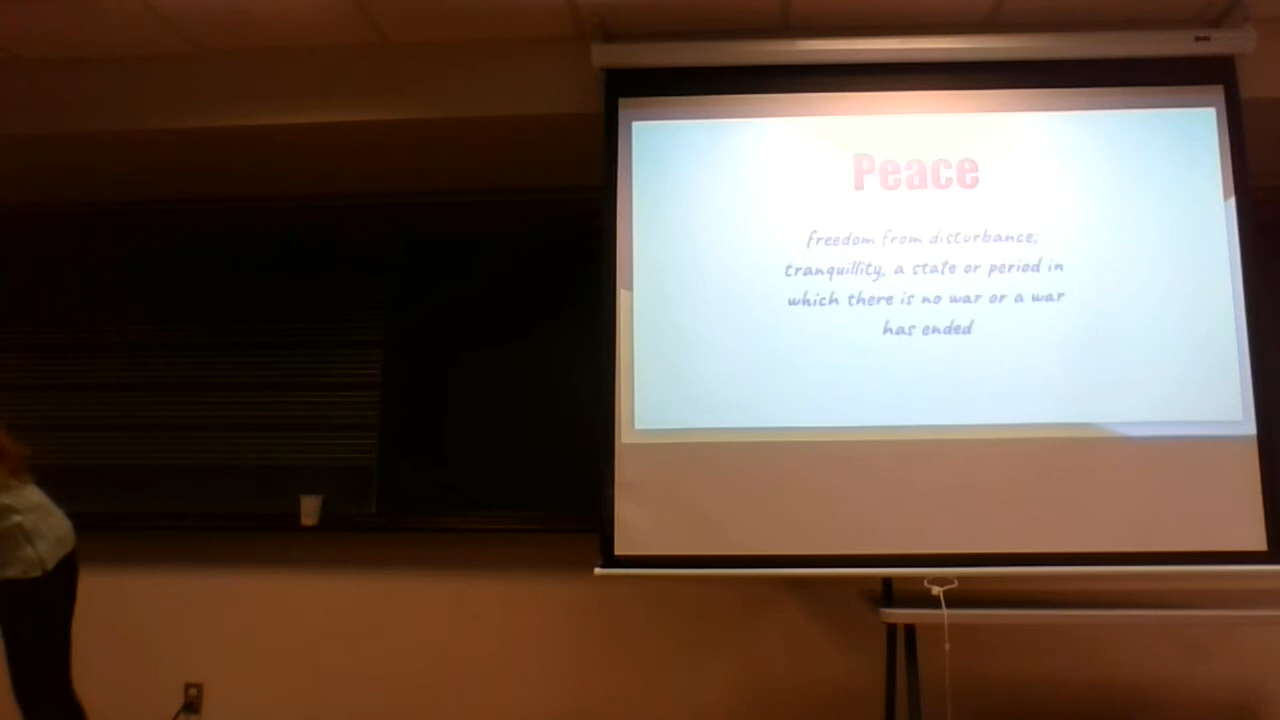 Peace
freedom from disturbance;
tranquillity, a state or period in
which there is no war or a war
has ended